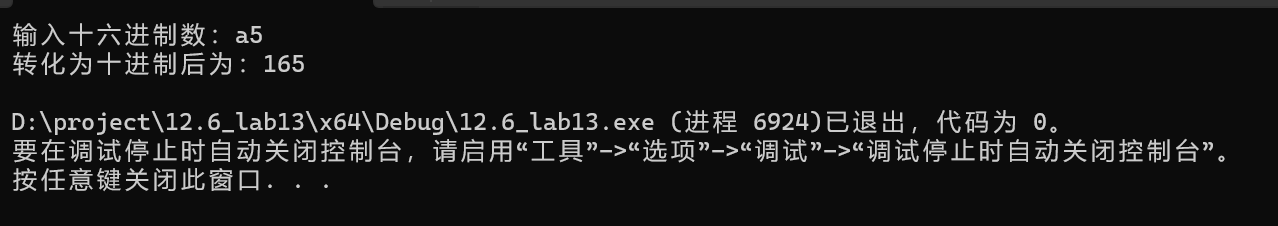 输入十六进制数：a5
转化为十进制后为：165
D:\project\12.6_lab13\x64\Debug\12.6_lab13.exe (进程 6924)已退出，代码为 0。
要在调试停止时自动关闭控制台，请启用“工具”->“选项”->“调试”->“调试停止时自动关闭控制台”。
按任意键关闭此窗口. . .